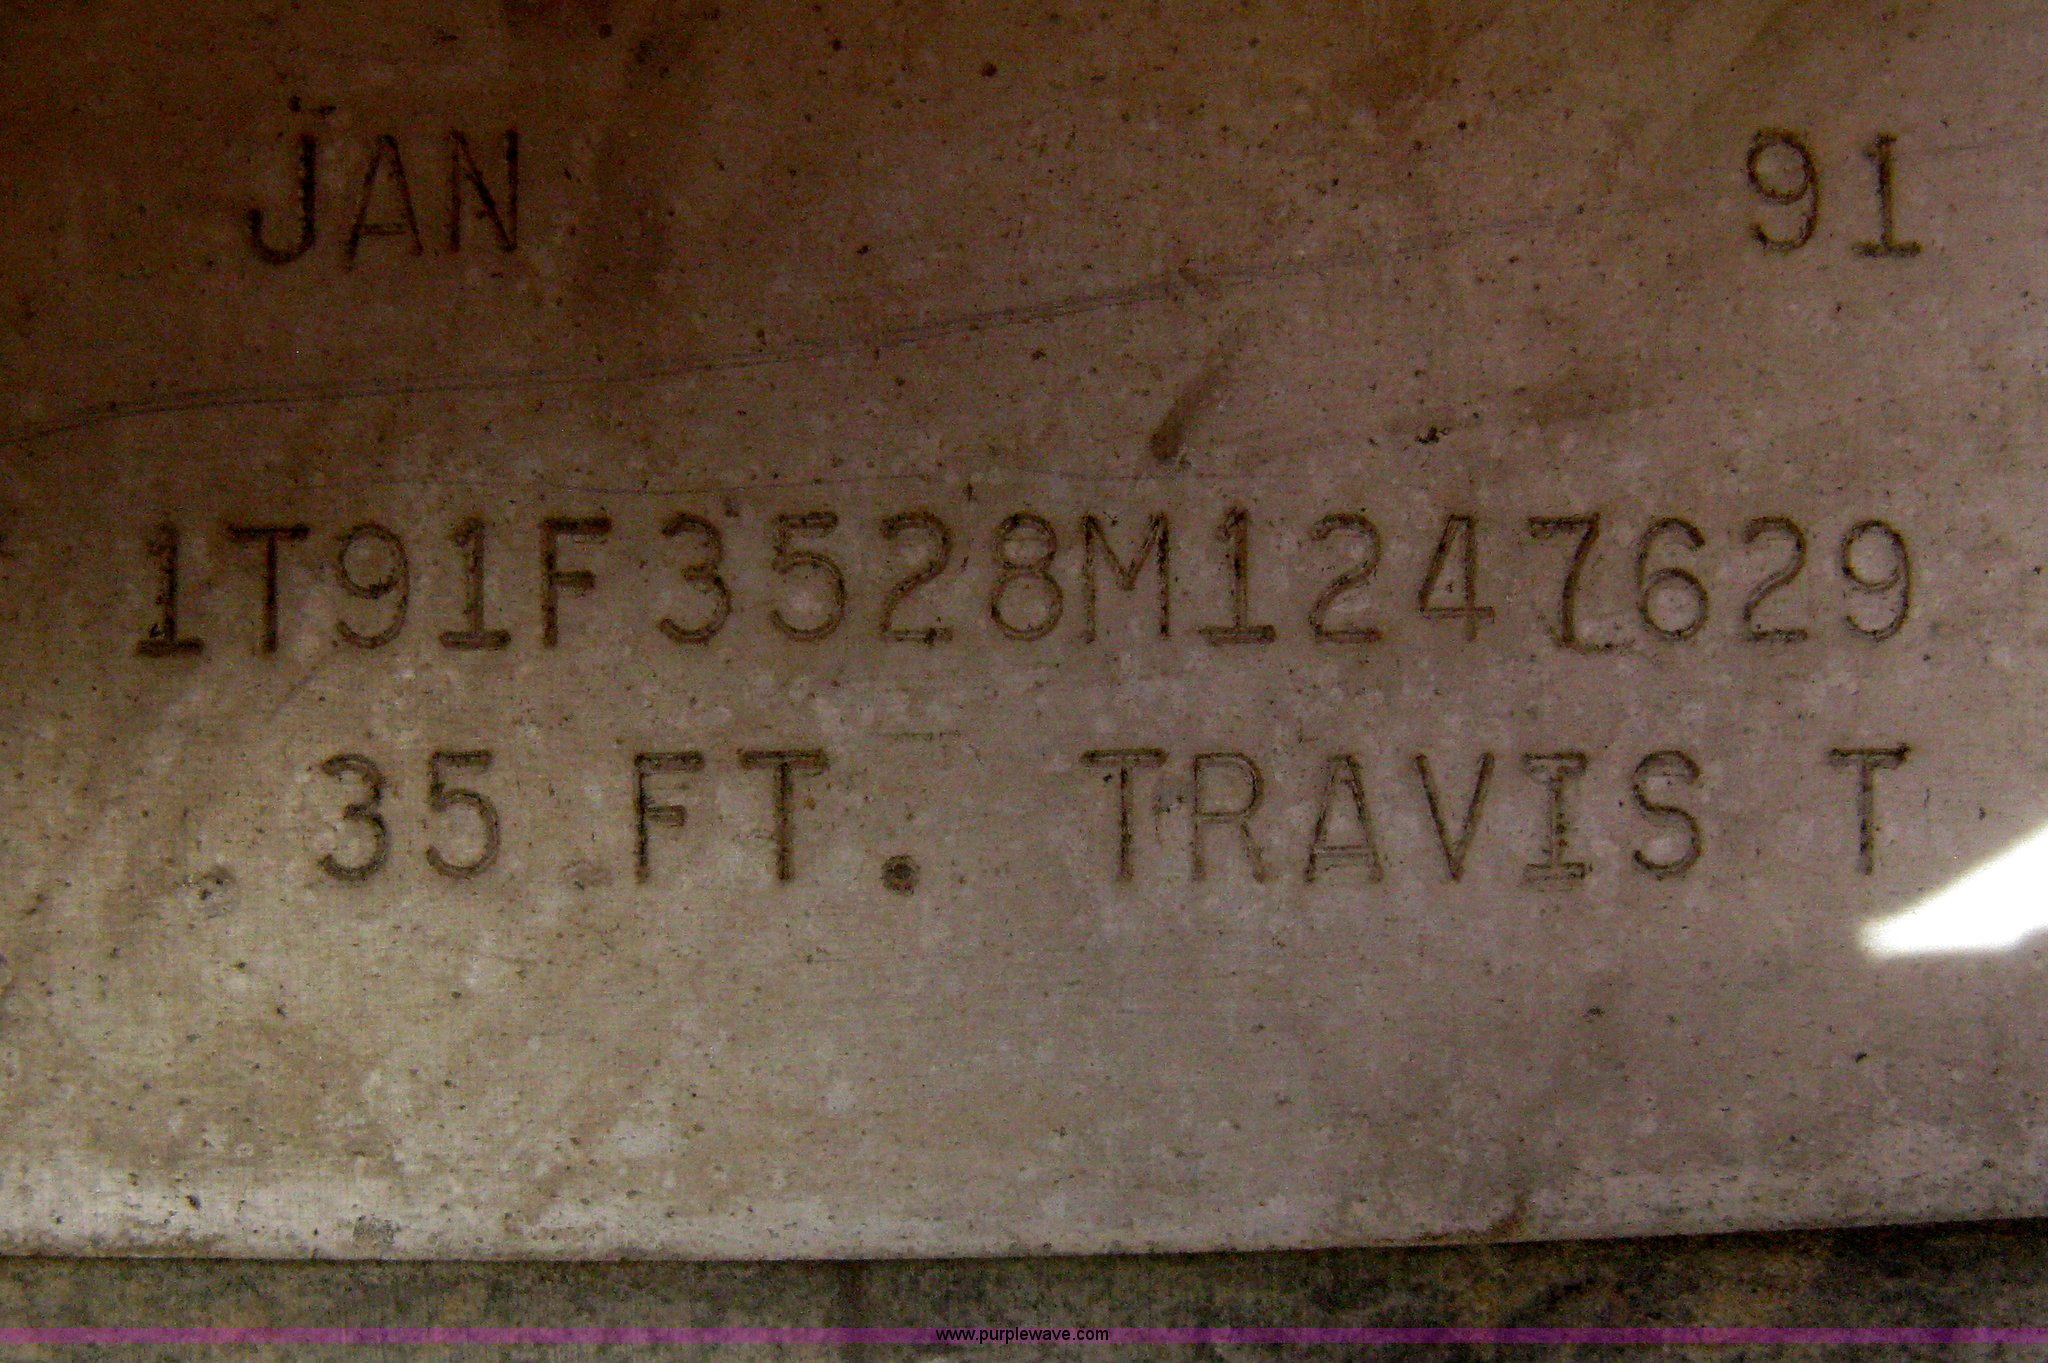 JAN 91
1T91F3528M1247629
35 FT. TRAVIS T
www.purplewave.com